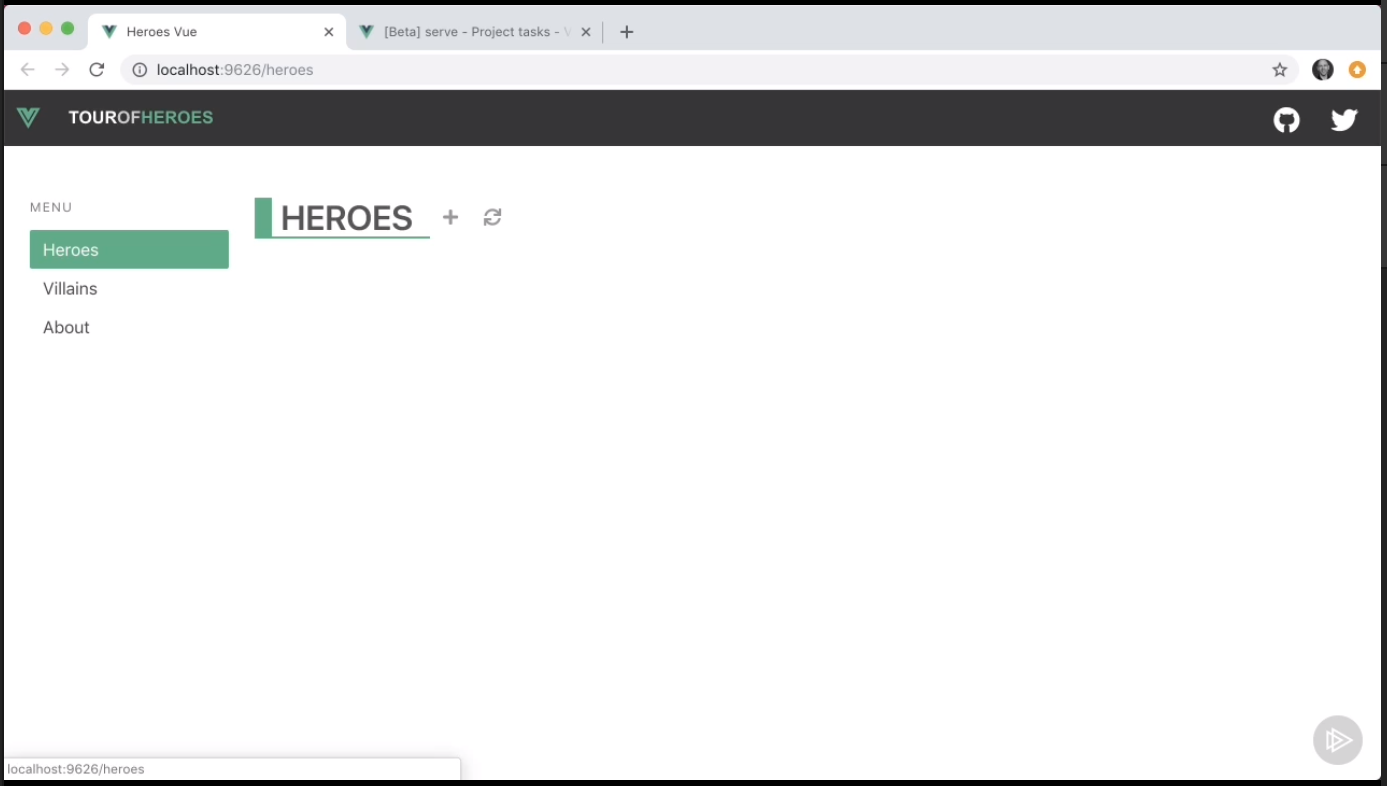 Heroes Vue
[Beta] serve - Project tasks -
localhost:9626/heroes
TOUROFHEROES
MENU
HEROES
Heroes
Villains
About
localhost:9626/heroes